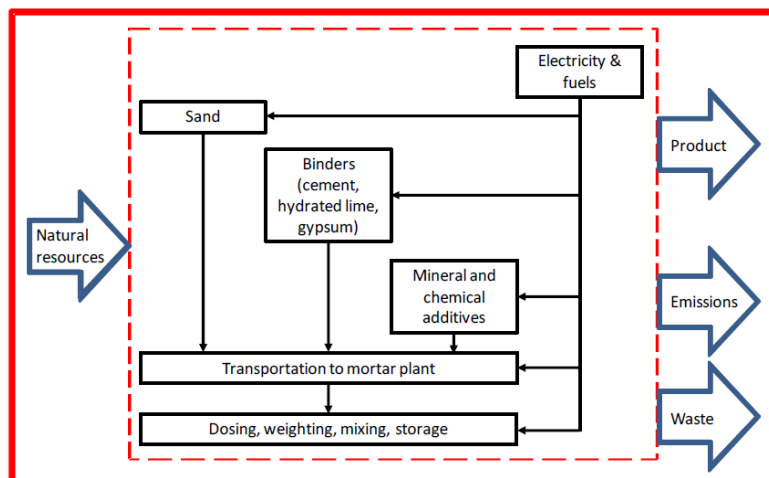 Electricity &
fuels
Sand
Product
Binders
(cement,
hydrated lime,
gypsum)
Natural
resources
Mineral and
chemical
additives
Emissions
Transportation to mortar plant
Dosing, weighting, mixing, storage
Waste